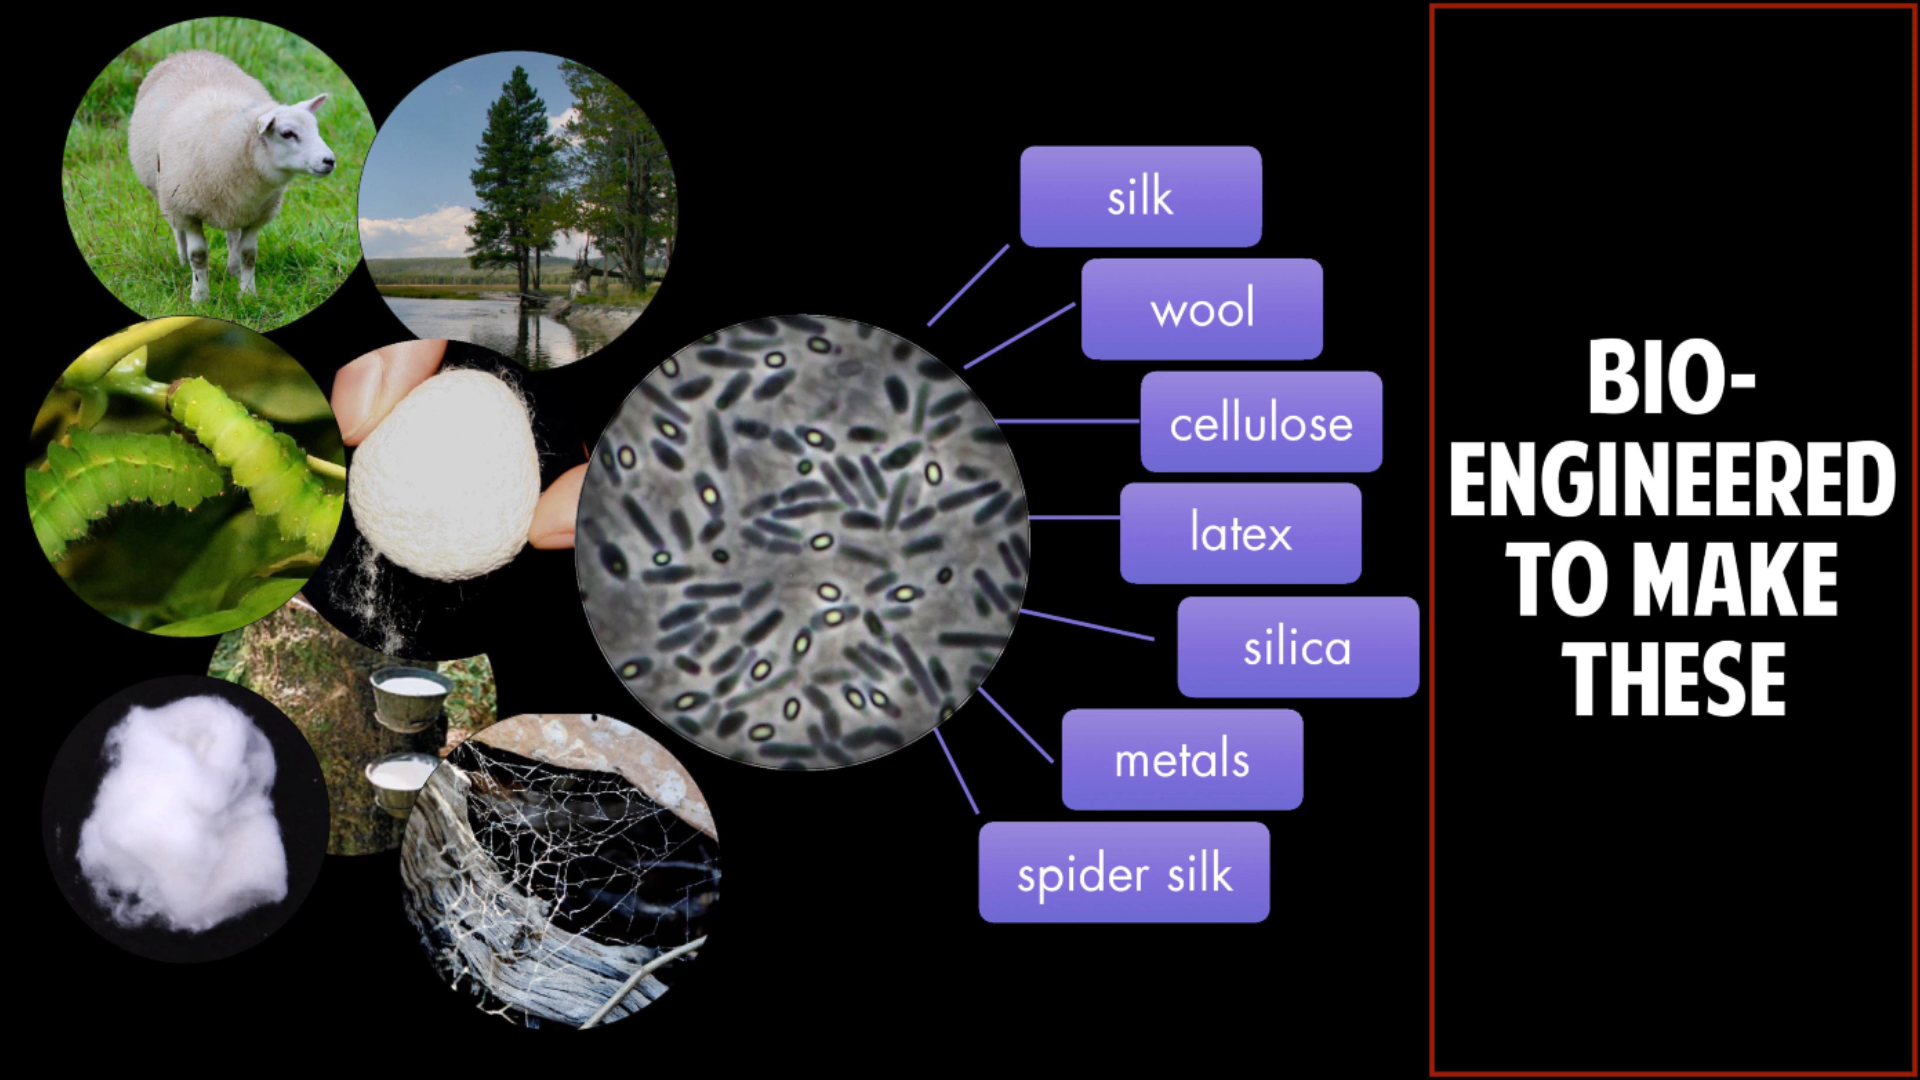 silk
wool
cellulose
latex
silica
metals
spider silk
BIO-
ENGINEERED
TO MAKE
THESE